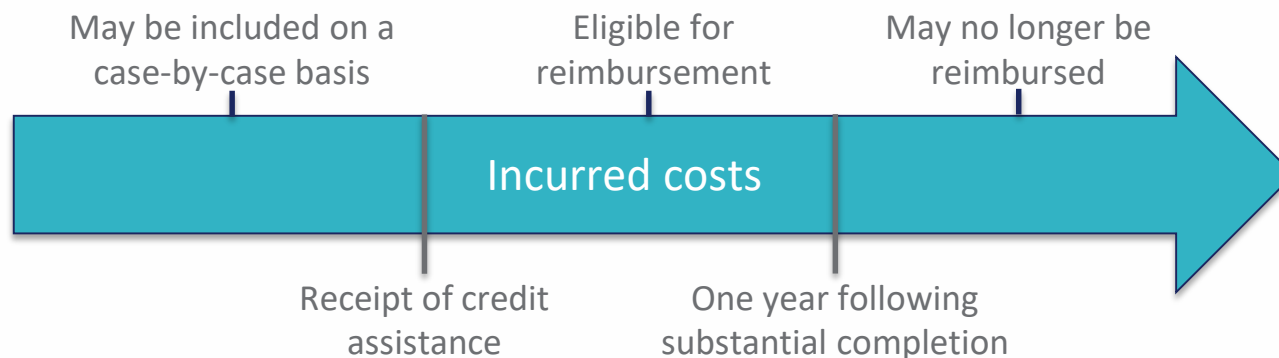 May be included on a
case-by-case basis
Eligible for
reimbursement
May no longer be
reimbursed
Incurred costs
Receipt of credit
assistance
One year following
substantial completion